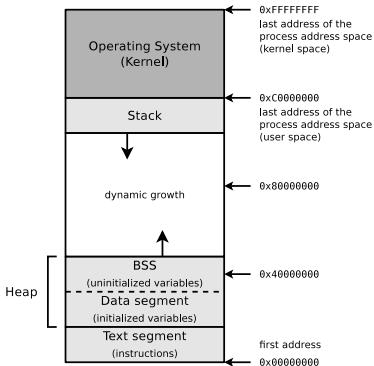 0xFFFFFFFF
last address of the
process address space
(kernel space)
Operating System
(Kernel)
0xC0000000
last address of the
process address space
(user space)
Stack
dynamic growth
0x80000000
Heap
BSS
(uninitialized variables)
0x40000000
Data segment
(initialized variables)
Text segment
(instructions)
first address
0x00000000